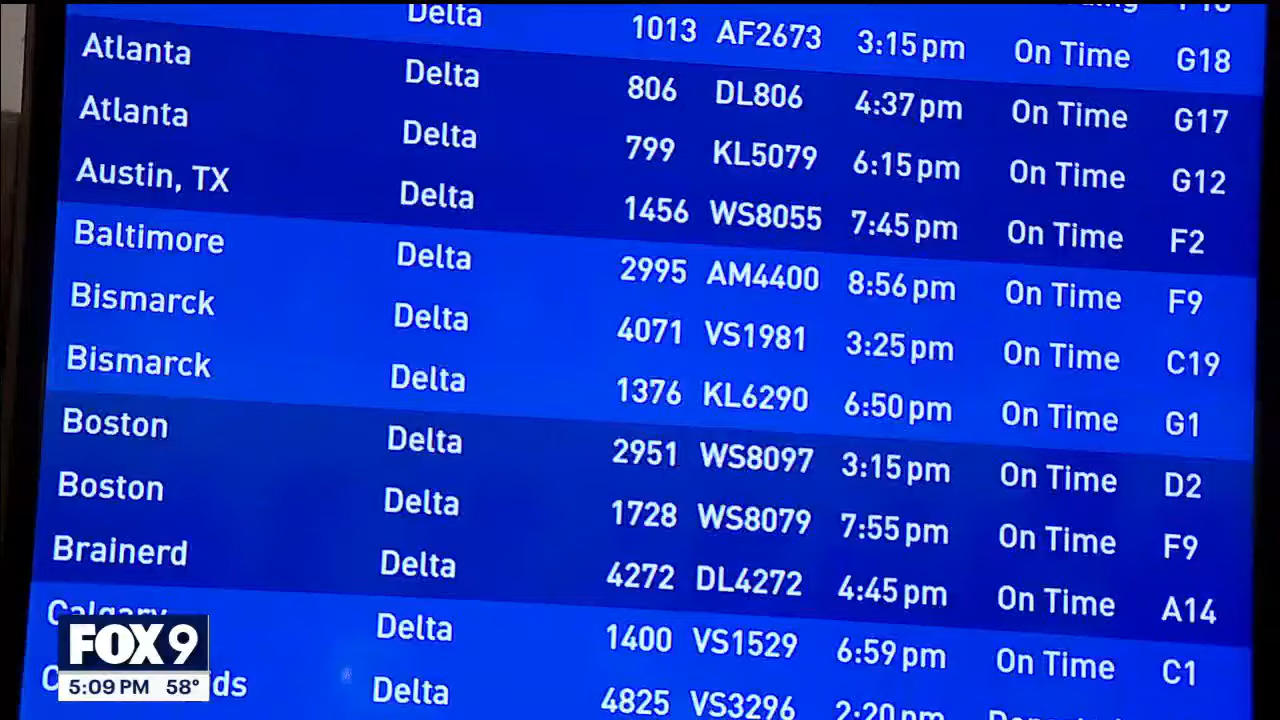 Delta 1013 AF2673 3:15 pm On Time G18
Atlanta Delta 806 DL806 4:37 pm On Time G17
Atlanta Delta 799 KL5079 6:15 pm On Time G12
Austin, TX Delta 1456 WS8055 7:45 pm On Time F2
Baltimore Delta 2995 AM4400 8:56 pm On Time F9
Bismarck Delta 4071 VS1981 3:25 pm On Time C19
Bismarck Delta 1376 KL6290 6:50 pm On Time G1
Boston Delta 2951 WS8097 3:15 pm On Time D2
Boston Delta 1728 WS8079 7:55 pm On Time F9
Brainerd Delta 4272 DL4272 4:45 pm On Time A14
Calgary Delta 1400 VS1529 6:59 pm On Time C1
Delta 4825 VS3296 2:20 pm
FOX 9
5:09 PM 58°